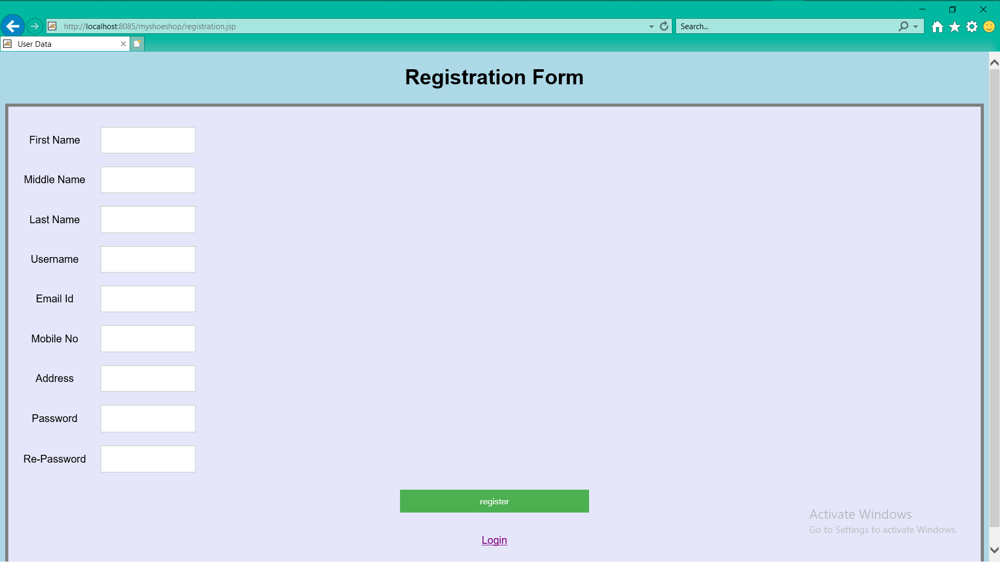 http://localhost:8085/myshoeshop/registration.jsp
Search...
User Data
Registration Form
First Name
Middle Name
Last Name
Username
Email Id
Mobile No
Address
Password
Re-Password
register
Activate Windows
Go to Settings to activate Windows.
Login